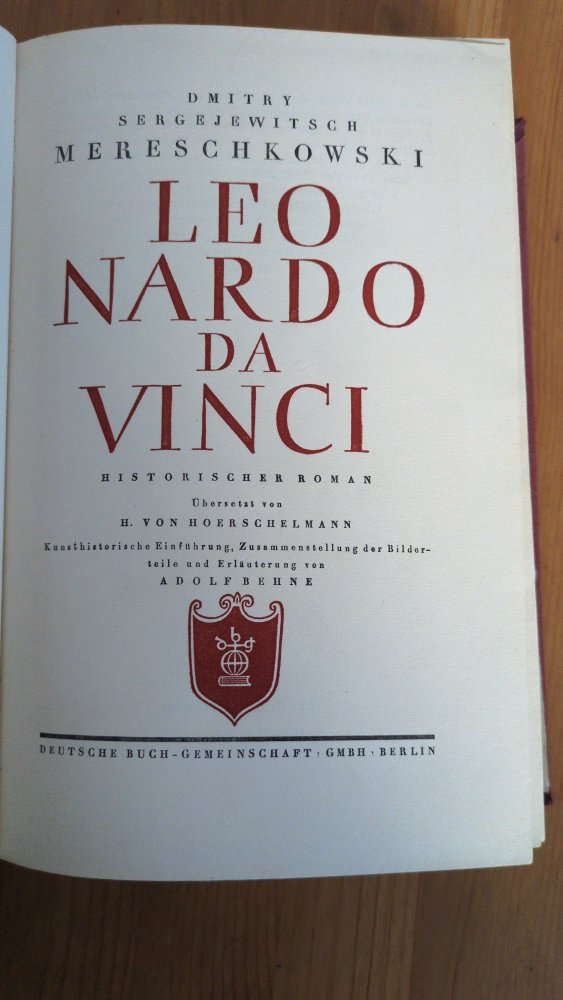 DMITRY
SERGEJEWITSCH
MERESCHKOWSKI
LEO
NARDO
DA
VINCI
HISTORISCHER ROMAN
Übersetzt von
H. VON HOERSCHELMANN
Kunsthistorische Einführung, Zusammenstellung der Bilder-
teile und Erläuterung von
ADOLF BEHNE
dbg
DEUTSCHE BUCH-GEMEINSCHAFT · GMBH · BERLIN